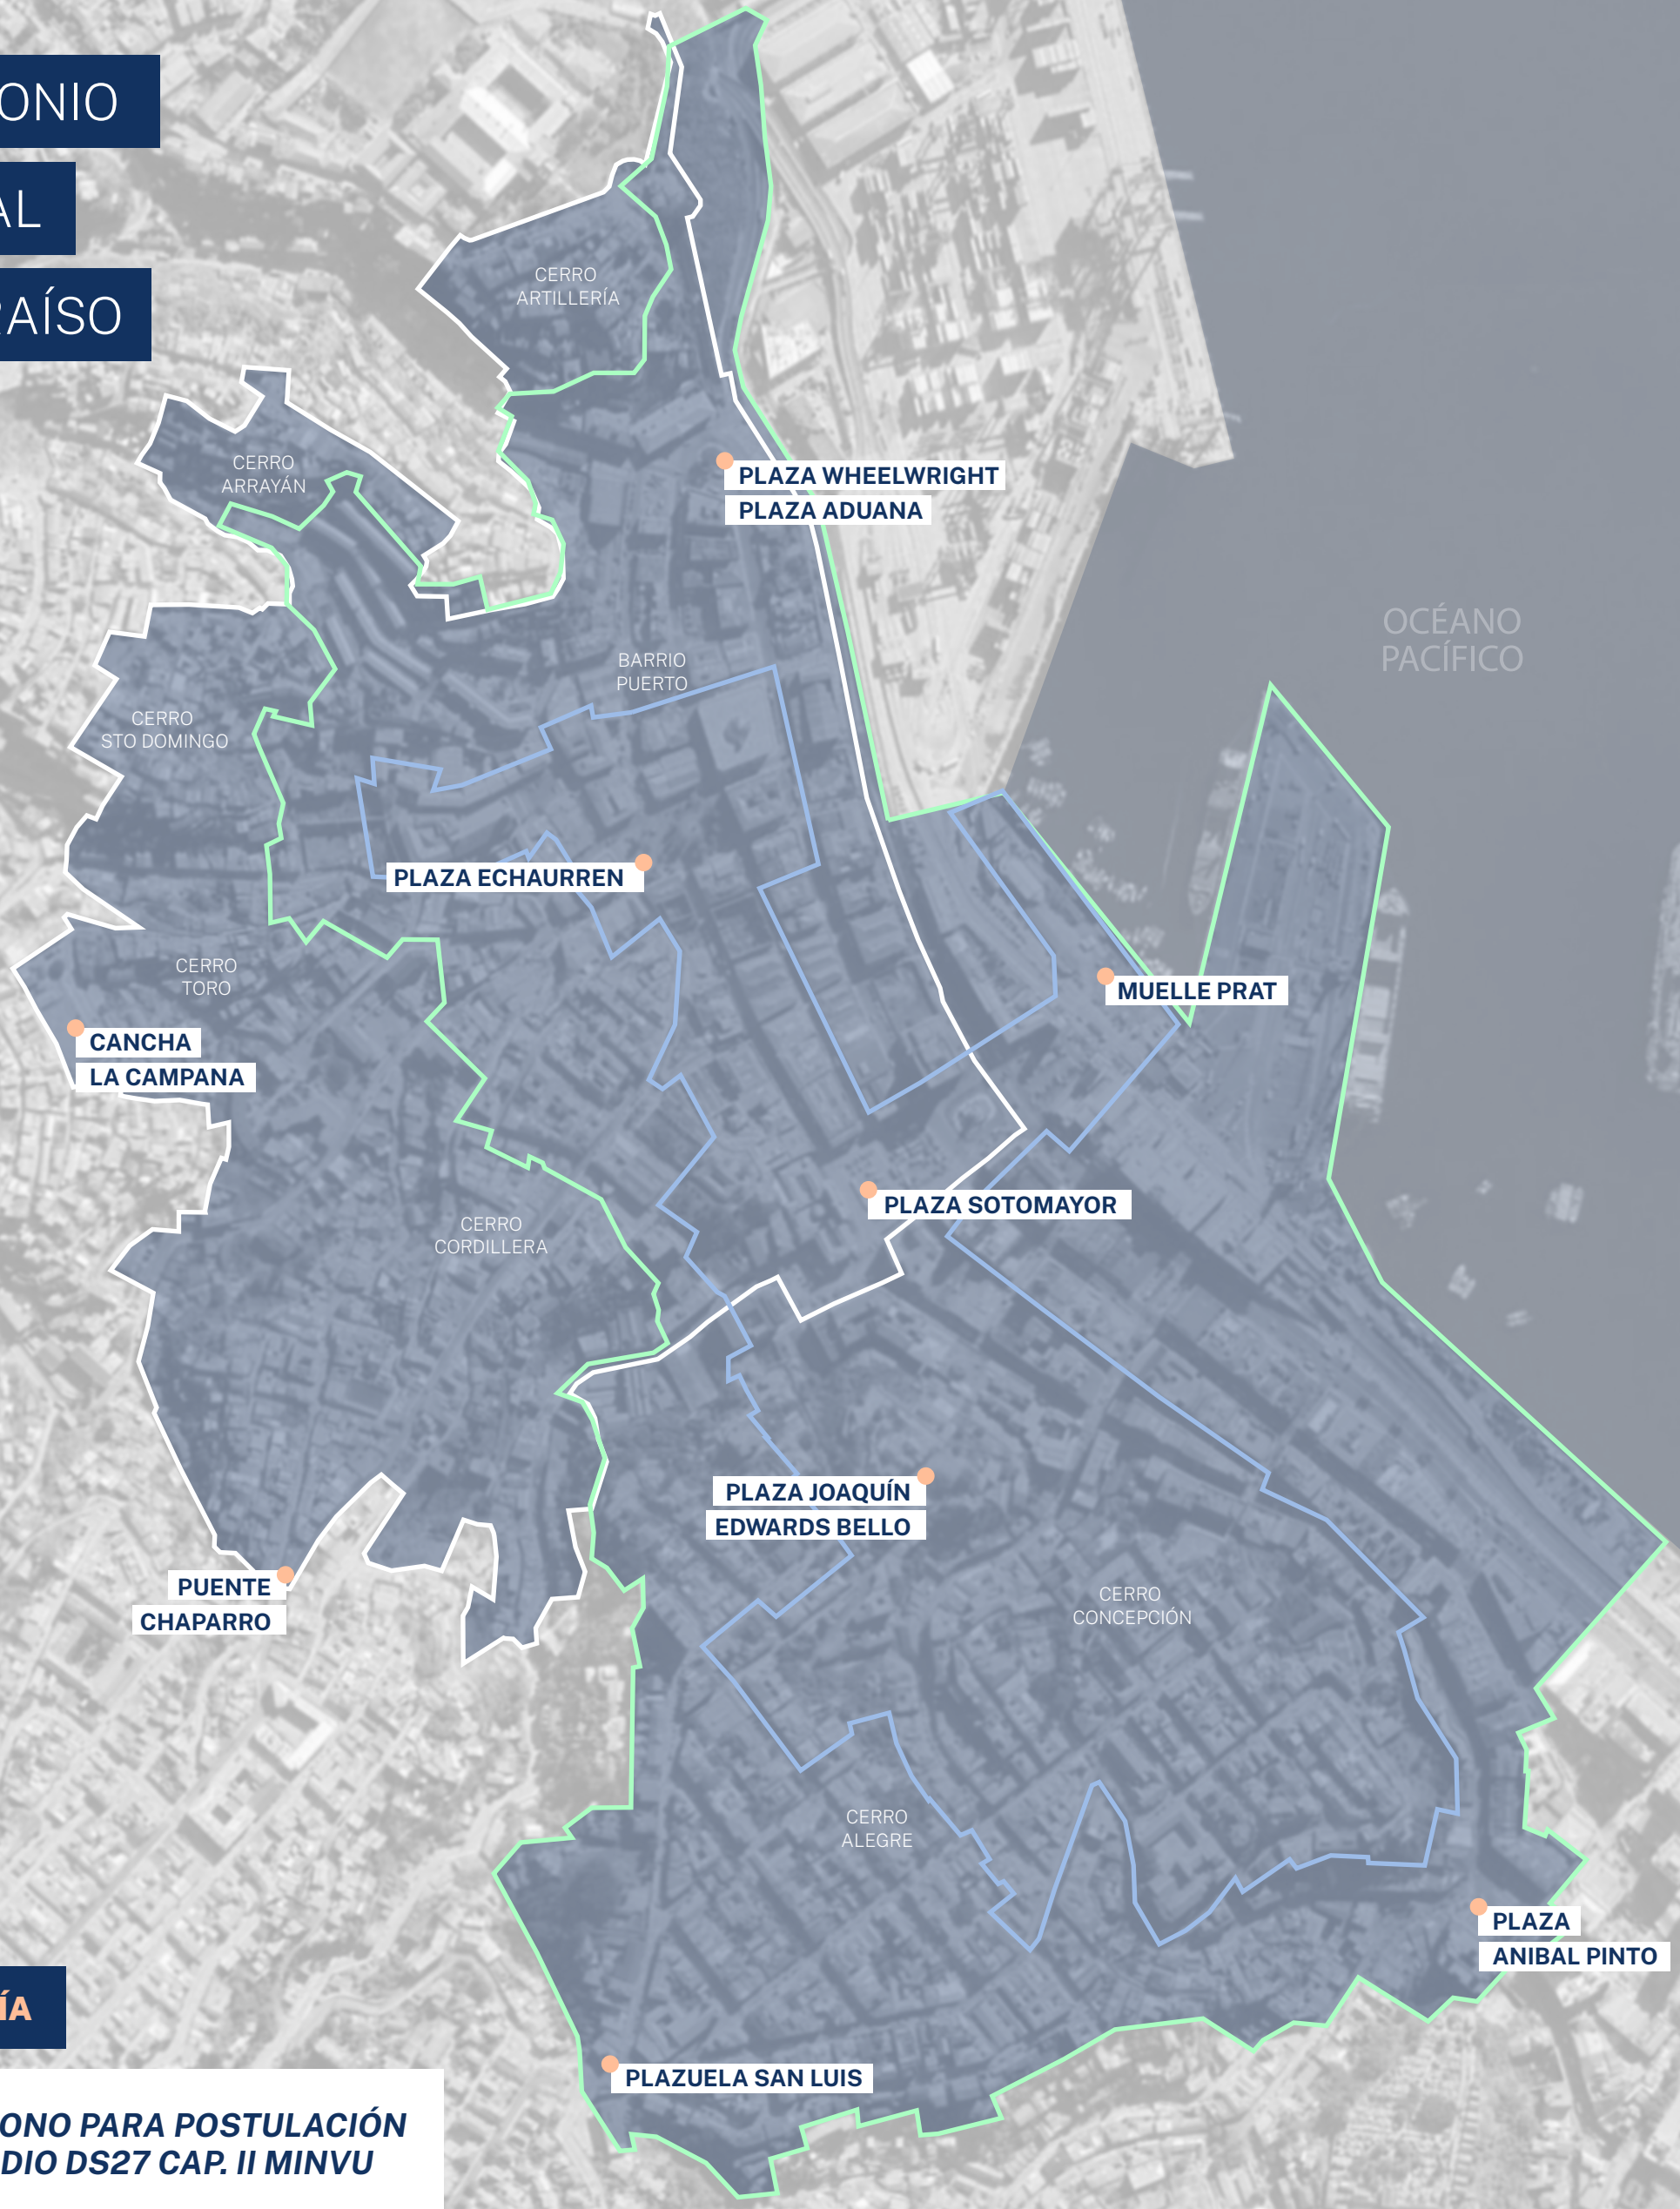 ONIO
AL
RAÍSO
CERRO
ARTILLERÍA
CERRO
ARRAYÁN
PLAZA WHEELWRIGHT
PLAZA ADUANA
OCÉANO
PACÍFICO
BARRIO
PUERTO
CERRO
STO DOMINGO
PLAZA ECHAURREN
CERRO
TORO
MUELLE PRAT
CANCHA
LA CAMPANA
PLAZA SOTOMAYOR
CERRO
CORDILLERA
PLAZA JOAQUÍN
EDWARDS BELLO
PUENTE
CHAPARRO
CERRO
CONCEPCIÓN
CERRO
ALEGRE
PLAZA
ANIBAL PINTO
ÍA
PLAZUELA SAN LUIS
ONO PARA POSTULACIÓN
DIO DS27 CAP. II MINVU